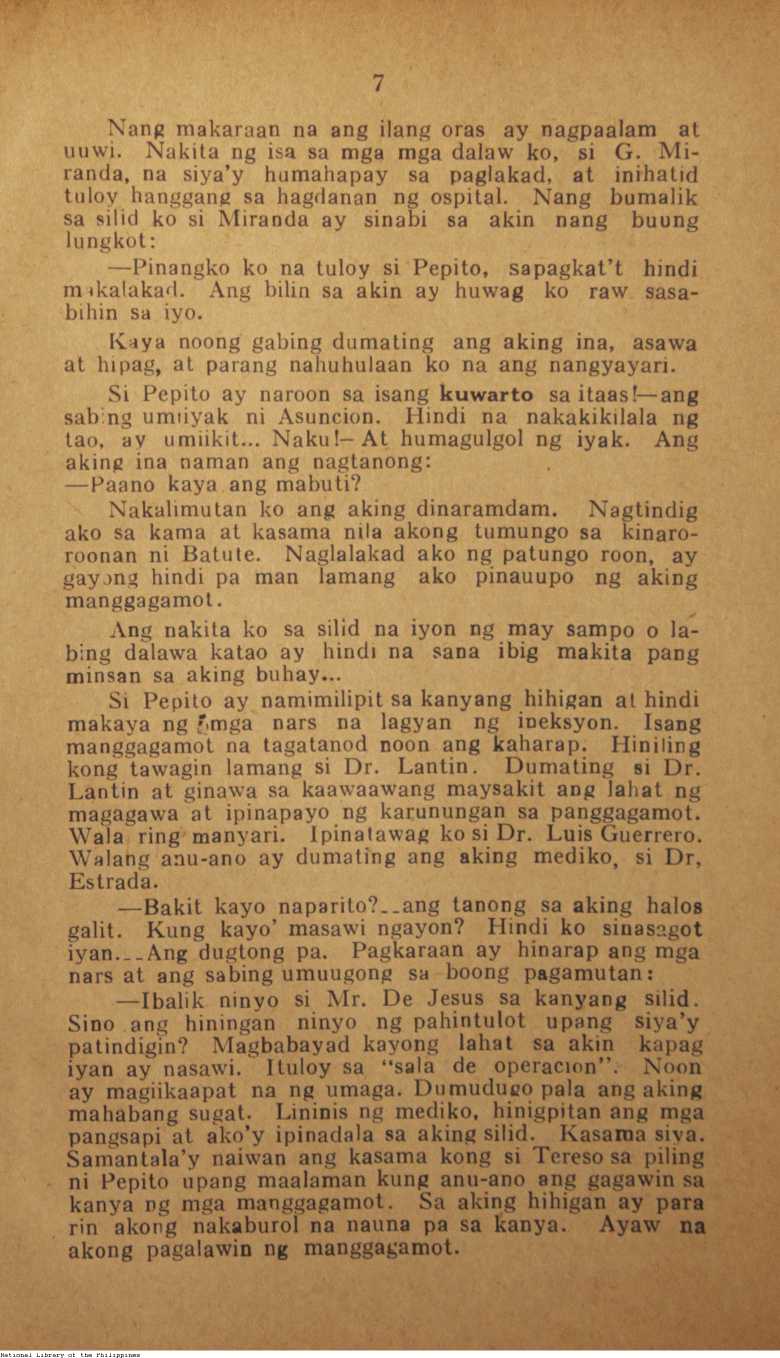 7
Nang makaraan na ang ilang oras ay nagpaalam at
uuwi. Nakita ng isa sa mga mga dalaw ko, si G. Mi-
randa, na siya'y humahapay sa paglakad, at inihatid
tuloy hanggang sa hagdanan ng ospital. Nang bumalik
sa silid ko si Miranda ay sinabi sa akin nang buung
lungkot:
—Pinangko ko na tuloy si Pepito, sapagkat't hindi
makalakad. Ang bilin sa akin ay huwag ko raw sasa-
bihin sa iyo.
Kaya noong gabing dumating ang aking ina, asawa
at hipag, at parang nahuhulaan ko na ang nangyayari.
Si Pepito ay naroon sa isang kuwarto sa itaas!—ang
sabing umiiyak ni Asuncion. Hindi na nakakikilala ng
tao, ay umiikit... Naku!—At humagulgol ng iyak. Ang
aking ina naman ang nagtanong:
—Paano kaya ang mabuti?
Nakalimutan ko ang aking dinaramdam. Nagtindig
ako sa kama at kasama nila akong tumungo sa kinaro-
roonan ni Batute. Naglalakad ako ng patungo roon, ay
gayong hindi pa man lamang ako pinauupo ng aking
manggagamot.
Ang nakita ko sa silid na iyon ng may sampo o la-
bing dalawa katao ay hindi na sana ibig makita pang
minsan sa aking buhay...
Si Pepito ay namimilipit sa kanyang hihigan at hindi
makaya ng mga nars na lagyan ng ineksyon. Isang
manggagamot na tagatanod noon ang kaharap. Hiniling
kong tawagin lamang si Dr. Lantin. Dumating si Dr.
Lantin at ginawa sa kaawaawang maysakit ang lahat ng
magagawa at ipinapayo ng karunungan sa panggagamot.
Wala ring manyari. Ipinatawag ko si Dr. Luis Guerrero.
Walang anu-ano ay dumating ang aking mediko, si Dr,
Estrada.
—Bakit kayo naparito?--ang tanong sa aking halos
galit. Kung kayo' masawi ngayon? Hindi ko sinasagot
iyan...Ang dugtong pa. Pagkaraan ay hinarap ang mga
nars at ang sabing umuugong sa boong pagamutan:
—Ibalik ninyo si Mr. De Jesus sa kanyang silid.
Sino ang hiningan ninyo ng pahintulot upang siya'y
patindigin? Magbabayad kayong lahat sa akin kapag
iyan ay nasawi. Ituloy sa "sala de operacion". Noon
ay magiikaapat na ng umaga. Dumudugo pala ang aking
mahabang sugat. Lininis ng mediko, hinigpitan ang mga
pangsapi at ako'y ipinadala sa aking silid. Kasama siya.
Samantala'y naiwan ang kasama kong si Tereso sa piling
ni Pepito upang maalaman kung anu-ano ang gagawin sa
kanya ng mga manggagamot. Sa aking hihigan ay para
rin akong nakaburol na nauna pa sa kanya. Ayaw na
akong pagalawin ng manggagamot.
National Library of the Philippines